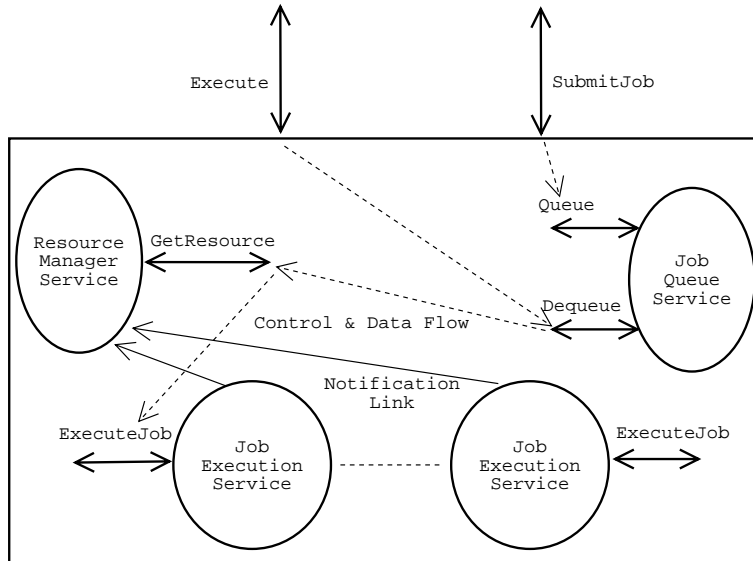 Execute
SubmitJob
Queue
Resource
Manager
Service
GetResource
Job
Queue
Service
Dequeue
Control & Data Flow
Notification
Link
ExecuteJob
Job
Execution
Service
Job
Execution
Service
ExecuteJob